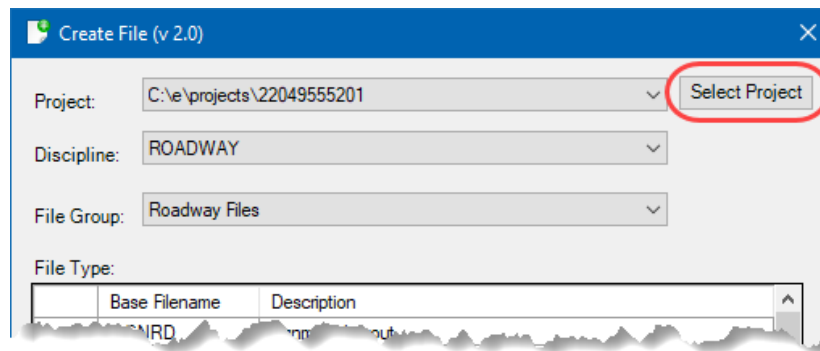 Create File (v 2.0)
Project: C:\e\projects\22049555201 Select Project
Discipline: ROADWAY
File Group: Roadway Files
File Type:
Base Filename Description